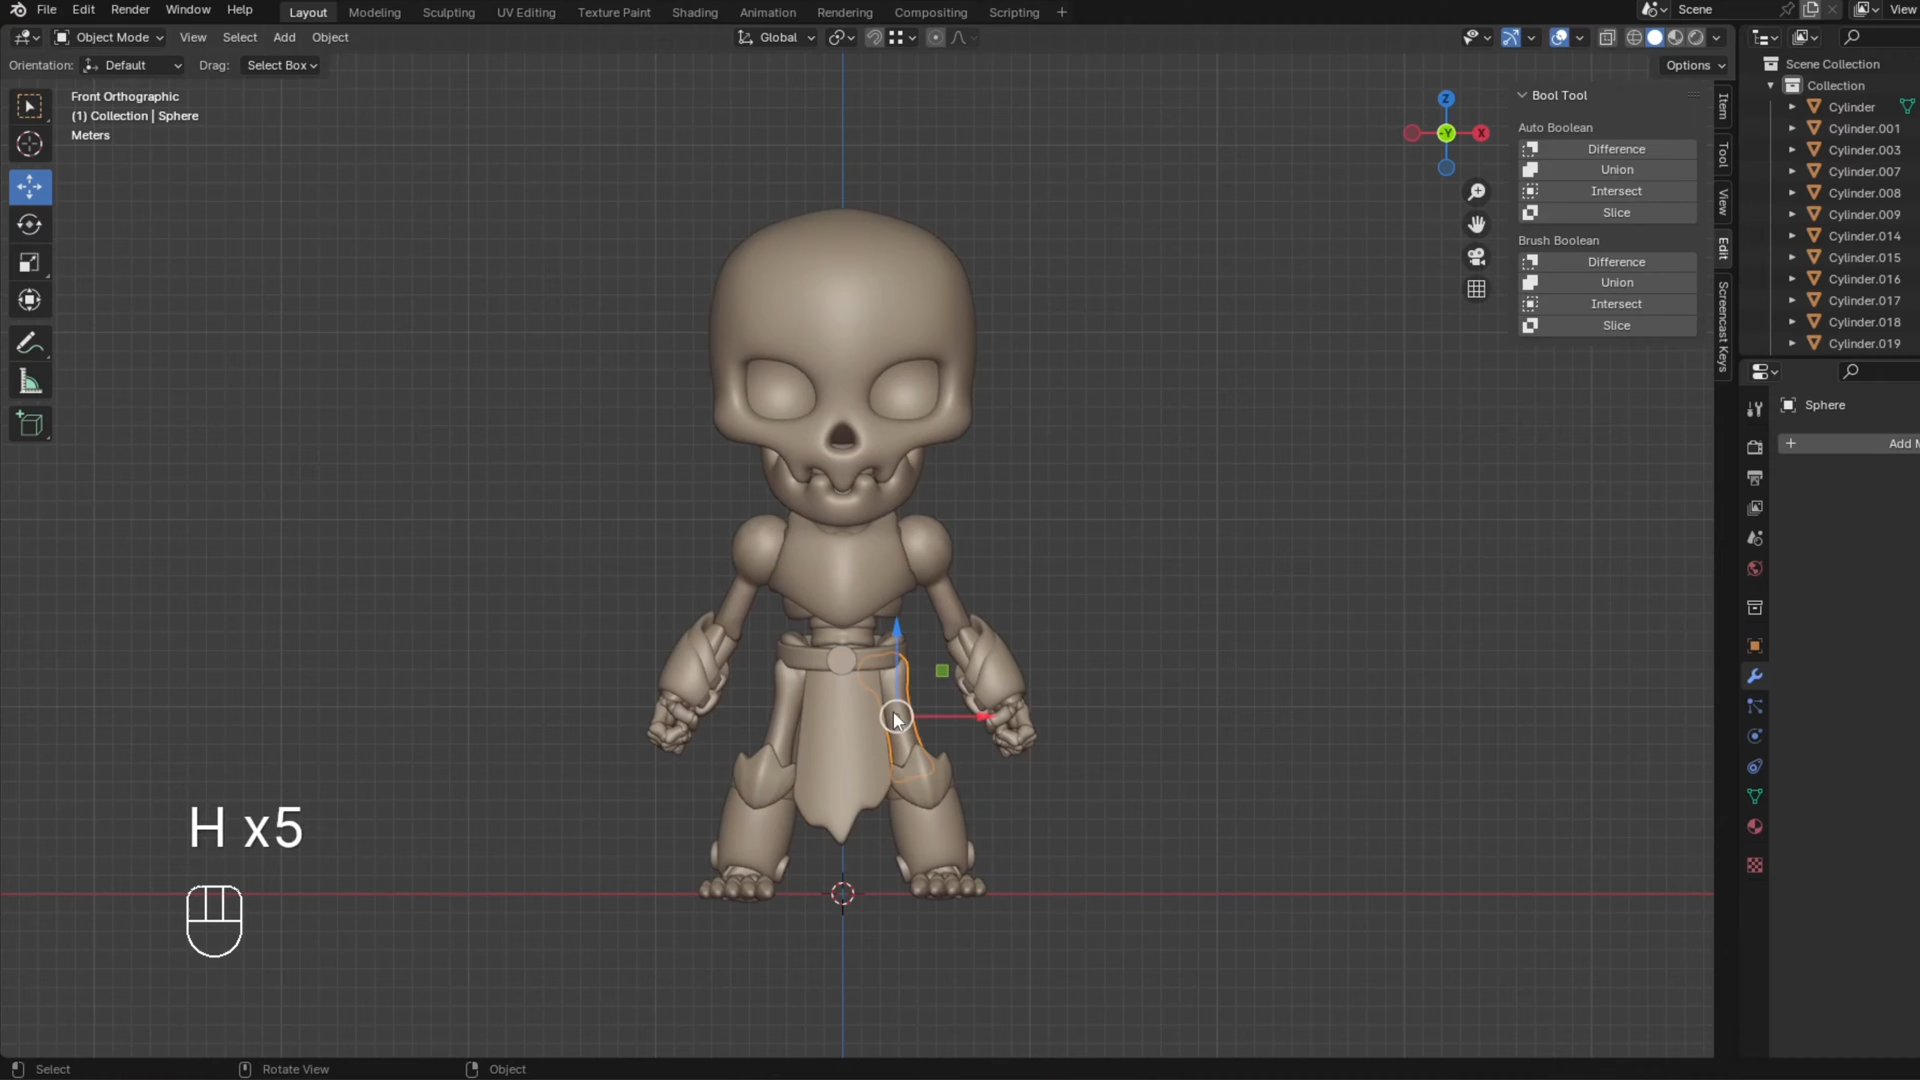 File Edit Render Window Help Layout Modeling Sculpting UV Editing Texture Paint Shading Animation Rendering Compositing Scripting + Scene View
Object Mode View Select Add Object Global
Orientation: Default Drag: Select Box Options
Front Orthographic
(1) Collection | Sphere
Meters
Z
-Y
X
Bool Tool
Auto Boolean
Difference
Union
Intersect
Slice
Brush Boolean
Difference
Union
Intersect
Slice
Item
Tool
View
Edit
Screencast Keys
Scene Collection
Collection
Cylinder
Cylinder.001
Cylinder.003
Cylinder.007
Cylinder.008
Cylinder.009
Cylinder.014
Cylinder.015
Cylinder.016
Cylinder.017
Cylinder.018
Cylinder.019
Sphere
+ Add M
H x5
Select Rotate View Object